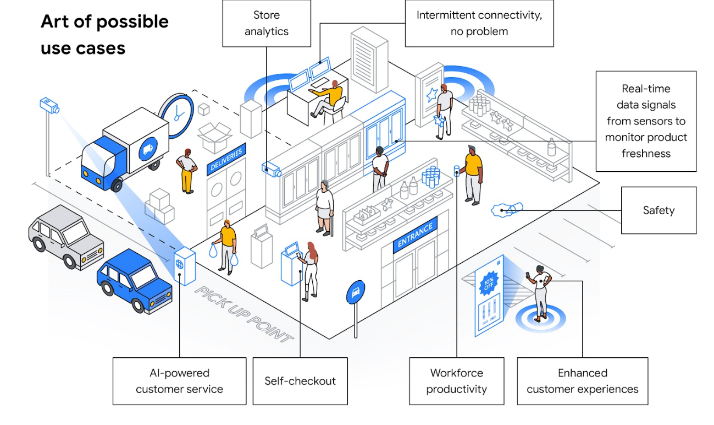 Art of possible
use cases
Store
analytics
Intermittent connectivity,
no problem
Real-time
data signals
from sensors to
monitor product
freshness
Safety
DELIVERIES
ENTRANCE
PICK UP POINT
AI-powered
customer service
Self-checkout
Workforce
productivity
Enhanced
customer experiences